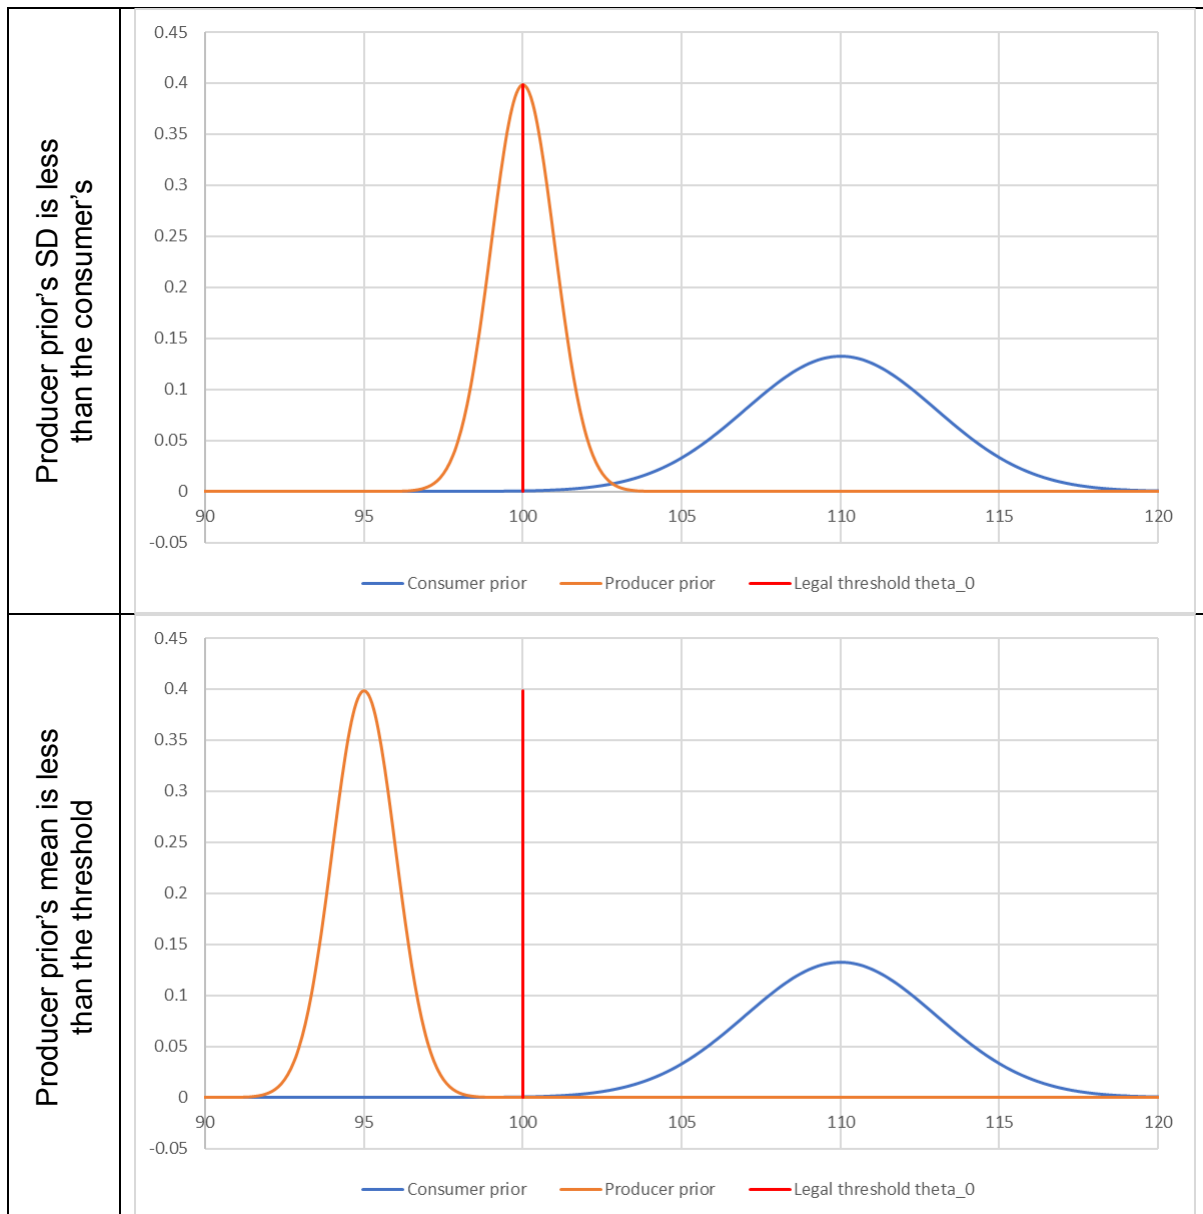 Producer prior's SD is less
than the consumer's
0.45
0.4
0.35
0.3
0.25
0.2
0.15
0.1
0.05
0
-0.05
90 95 100 105 110 115 120
Consumer prior Producer prior Legal threshold theta_0
Producer prior's mean is less
than the threshold
0.45
0.4
0.35
0.3
0.25
0.2
0.15
0.1
0.05
0
-0.05
90 95 100 105 110 115 120
Consumer prior Producer prior Legal threshold theta_0